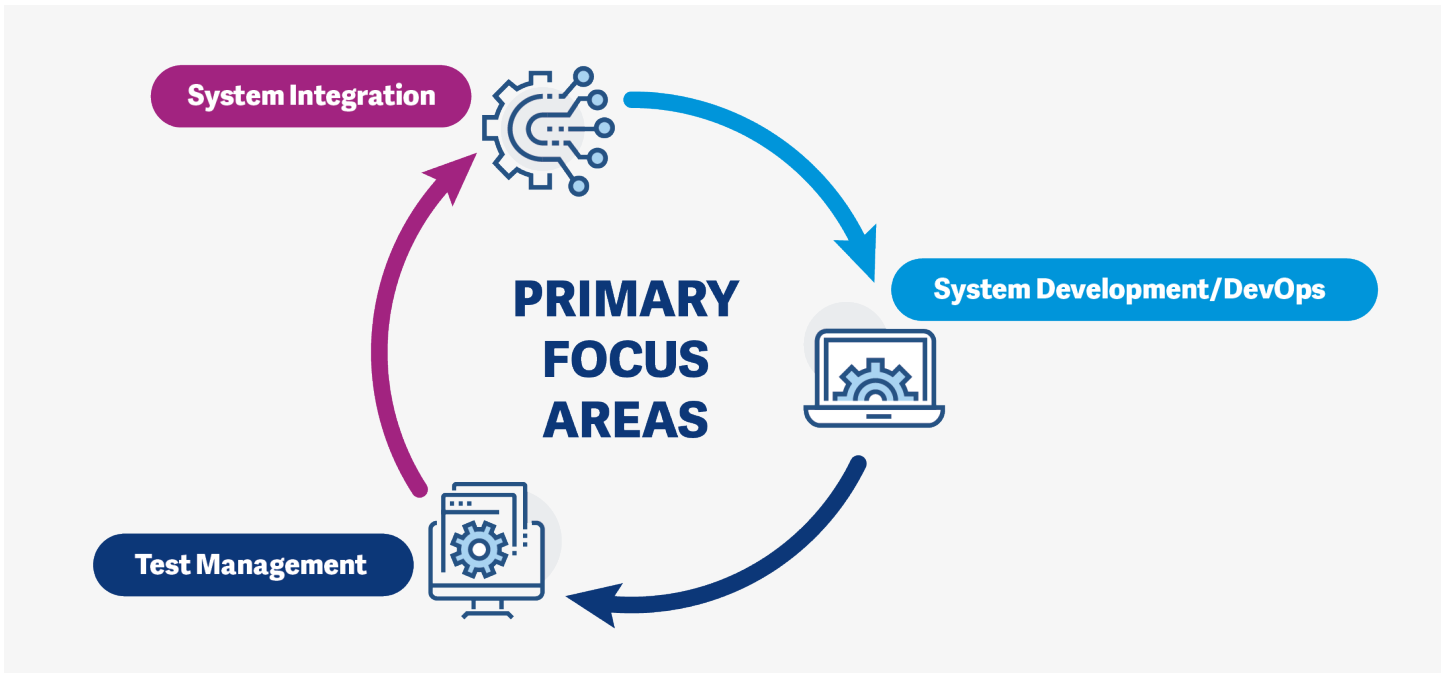 System Integration
System Development/DevOps
PRIMARY
FOCUS
AREAS
Test Management